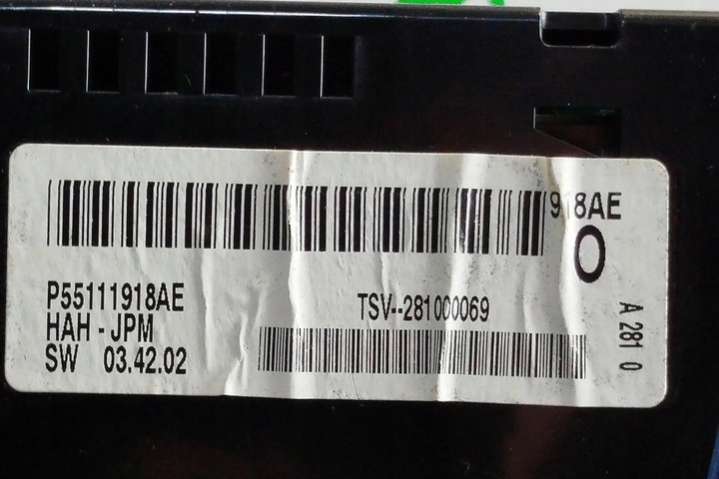 918AE
O
P55111918AE
HAH - JPM
SW 03.42.02
TSV--281000069
A 281 0